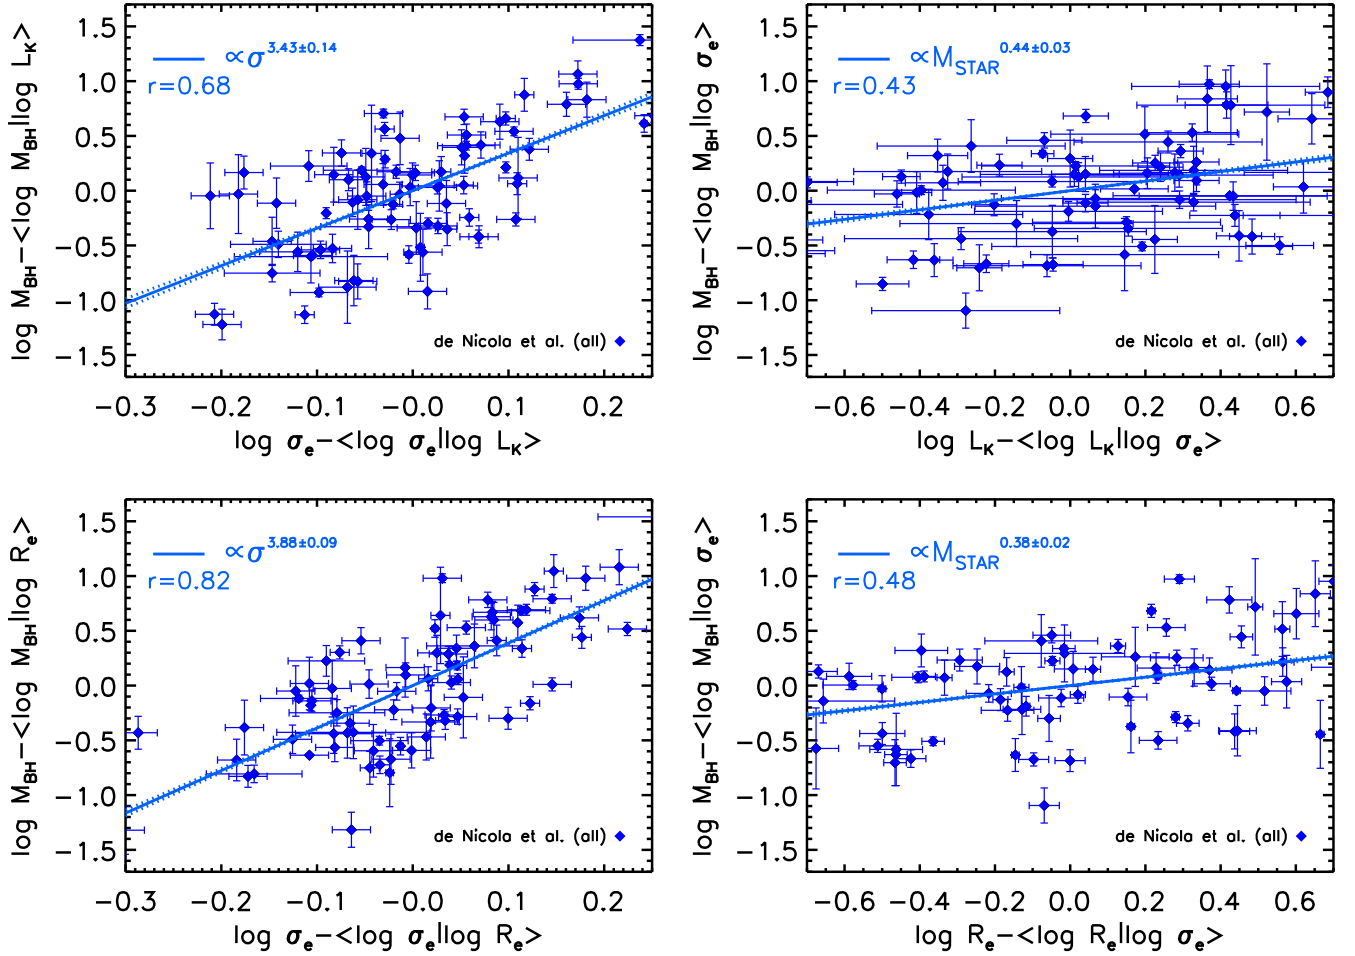 log M_BH−<log M_BH|log L_K>
1.5
1.0
0.5
0.0
−0.5
−1.0
−1.5
∝σ^3.43±0.14
r=0.68
de Nicola et al. (all)
−0.3 −0.2 −0.1 −0.0 0.1 0.2
log σ_e−<log σ_e|log L_K>
log M_BH−<log M_BH|log σ_e>
1.5
1.0
0.5
0.0
−0.5
−1.0
−1.5
∝M_STAR^0.44±0.03
r=0.43
de Nicola et al. (all)
−0.6 −0.4 −0.2 0.0 0.2 0.4 0.6
log L_K−<log L_K|log σ_e>
log M_BH−<log M_BH|log R_e>
1.5
1.0
0.5
0.0
−0.5
−1.0
−1.5
∝σ^3.88±0.09
r=0.82
de Nicola et al. (all)
−0.3 −0.2 −0.1 −0.0 0.1 0.2
log σ_e−<log σ_e|log R_e>
log M_BH−<log M_BH|log σ_e>
1.5
1.0
0.5
0.0
−0.5
−1.0
−1.5
∝M_STAR^0.38±0.02
r=0.48
de Nicola et al. (all)
−0.6 −0.4 −0.2 0.0 0.2 0.4 0.6
log R_e−<log R_e|log σ_e>